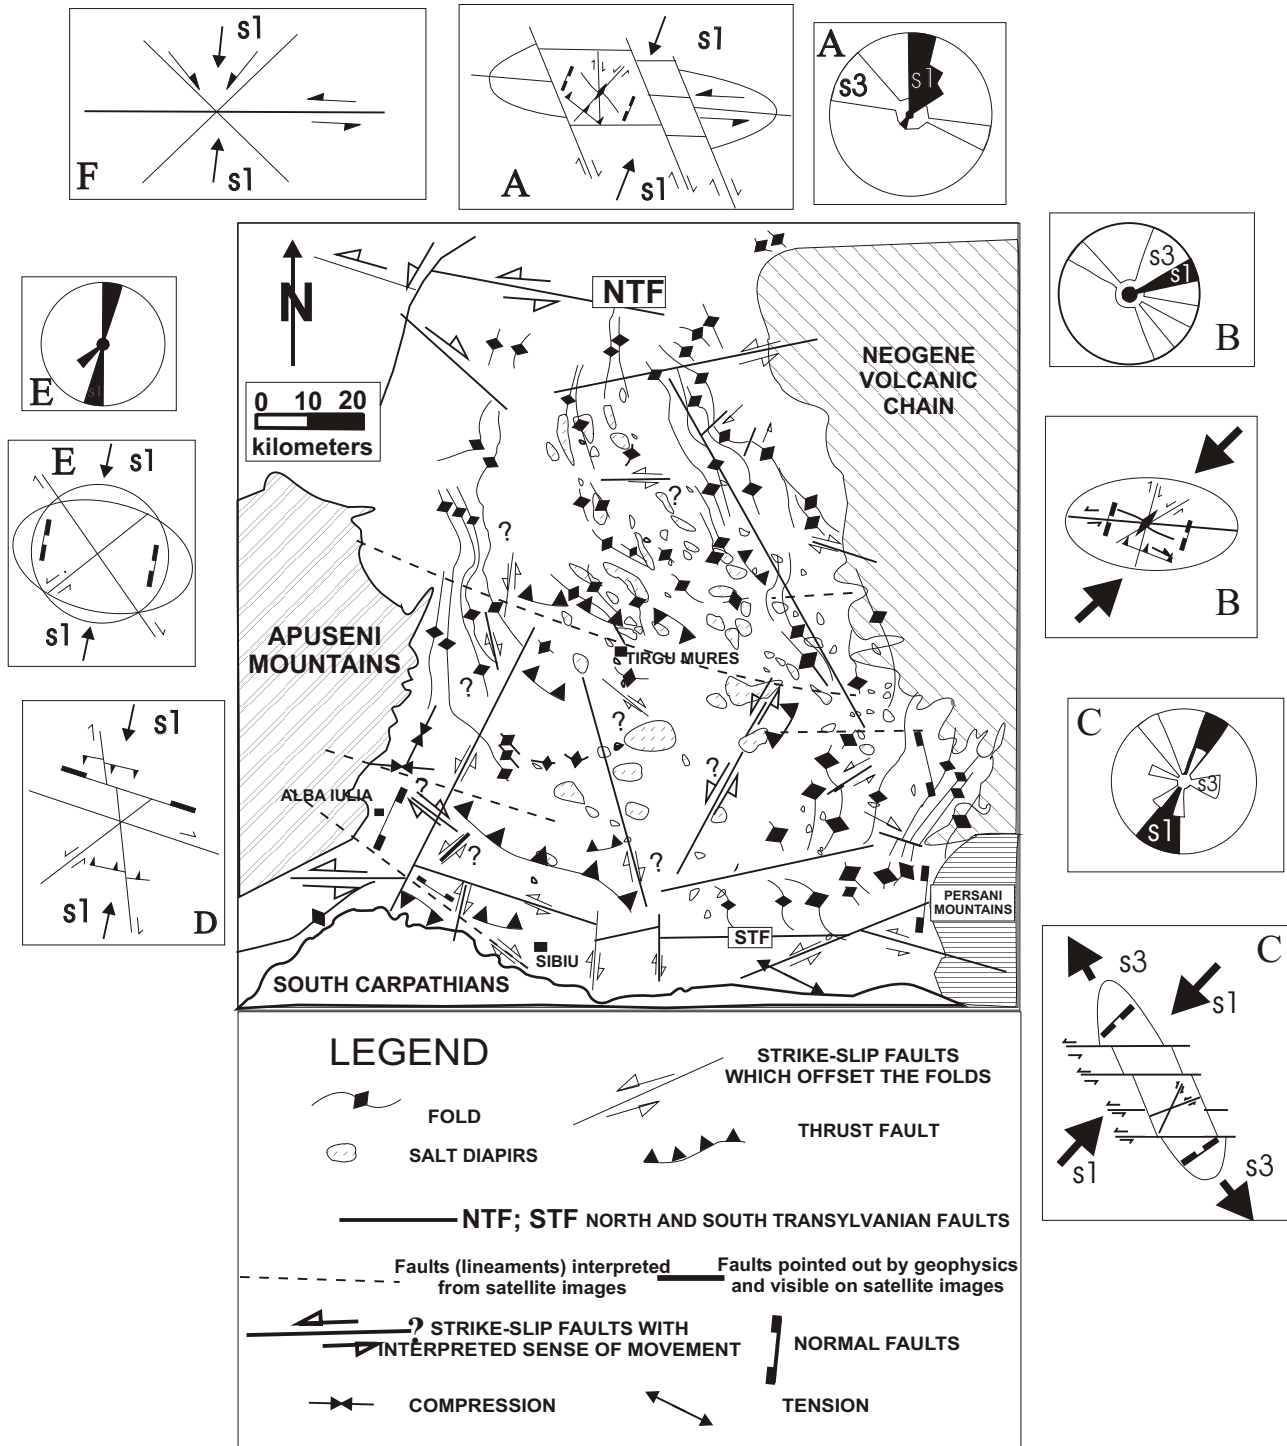 s1
s1
F
s1
s1
A
A
s3
s1
s3
s1
B
E
s1
N
NTF
0 10 20
kilometers
NEOGENE
VOLCANIC
CHAIN
E
s1
s1
?
?
B
APUSENI
MOUNTAINS
TIRGU MURES
?
?
?
?
ALBA IULIA
?
?
s1
s1
D
C
s3
s1
PERSANI
MOUNTAINS
STF
SIBIU
SOUTH CARPATHIANS
C
s3
s1
s1
s3
LEGEND
FOLD
SALT DIAPIRS
STRIKE-SLIP FAULTS
WHICH OFFSET THE FOLDS
THRUST FAULT
NTF; STF NORTH AND SOUTH TRANSYLVANIAN FAULTS
Faults (lineaments) interpreted
from satellite images
Faults pointed out by geophysics
and visible on satellite images
? STRIKE-SLIP FAULTS WITH
INTERPRETED SENSE OF MOVEMENT
NORMAL FAULTS
COMPRESSION
TENSION